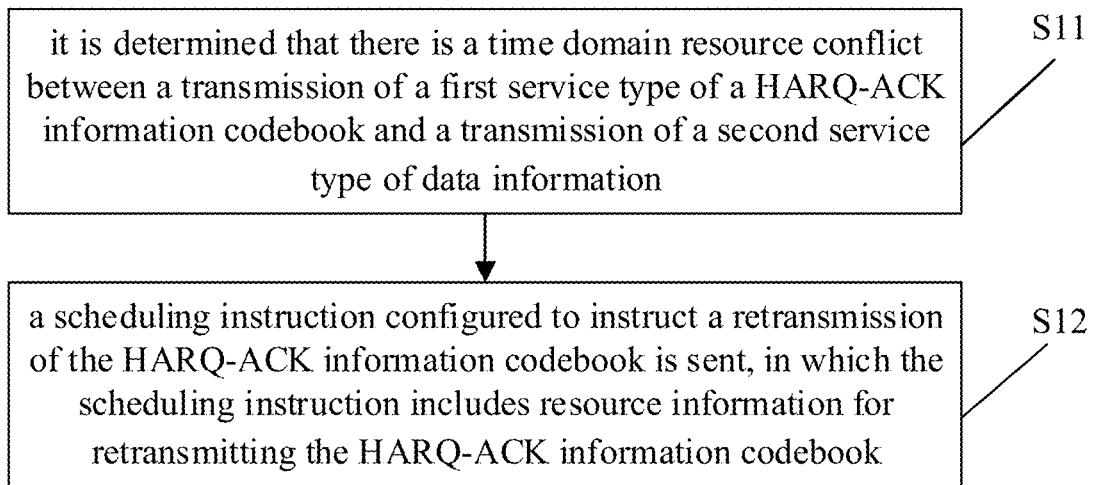 it is determined that there is a time domain resource conflict
between a transmission of a first service type of a HARQ-ACK
information codebook and a transmission of a second service
type of data information
S11
a scheduling instruction configured to instruct a retransmission
of the HARQ-ACK information codebook is sent, in which the
scheduling instruction includes resource information for
retransmitting the HARQ-ACK information codebook
S12